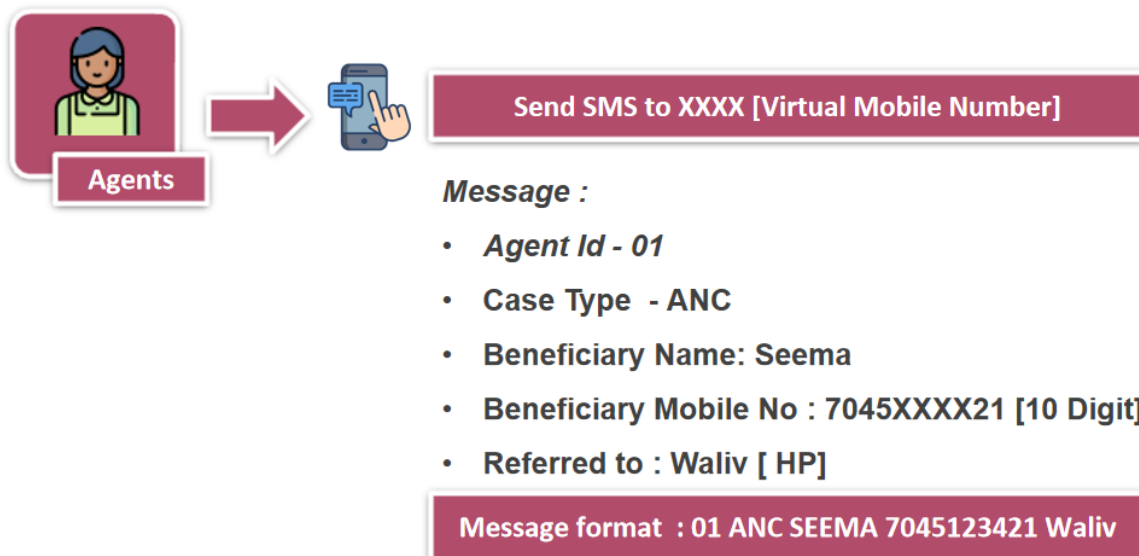 Agents
Send SMS to XXXX [Virtual Mobile Number]
Message :
• Agent Id - 01
• Case Type - ANC
• Beneficiary Name: Seema
• Beneficiary Mobile No : 7045XXXX21 [10 Digit]
• Referred to : Waliv [ HP]
Message format : 01 ANC SEEMA 7045123421 Waliv